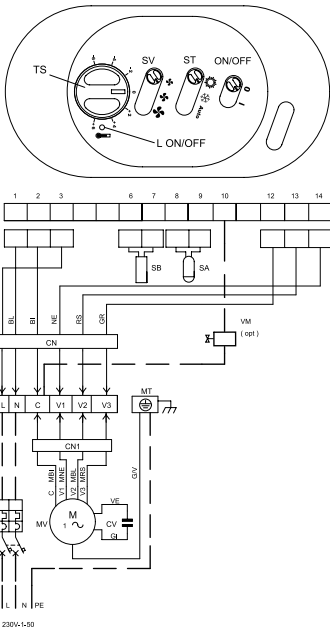 TS
SV
ST
ON/OFF
0
I
Auto
L ON/OFF
1 2 3 6 7 8 9 10 12 13 14
SB
SA
BL
BI
NE
RS
GR
VM
( opt )
CN
MT
L N C V1 V2 V3
CN1
G/V
C MBI
V1 MNE
V2 MBL
V3 MRS
VE
M
1
MV
CV
GI
L N PE
230V-1-50